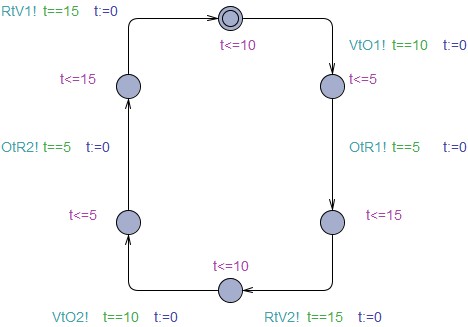 RtV1! t==15 t:=0
t<=10
VtO1! t==10 t:=0
t<=15
t<=5
OtR2! t==5 t:=0
OtR1! t==5 t:=0
t<=5
t<=15
t<=10
VtO2! t==10 t:=0
RtV2! t==15 t:=0